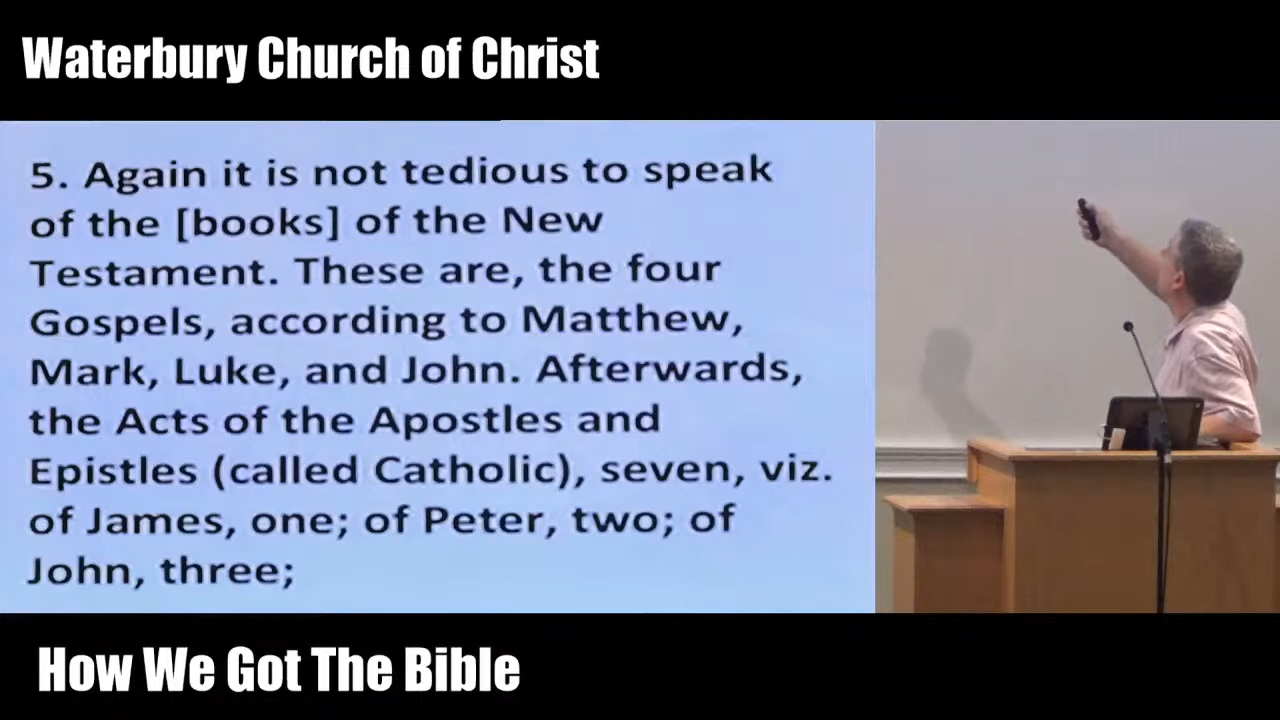 Waterbury Church of Christ
5. Again it is not tedious to speak
of the [books] of the New
Testament. These are, the four
Gospels, according to Matthew,
Mark, Luke, and John. Afterwards,
the Acts of the Apostles and
Epistles (called Catholic), seven, viz.
of James, one; of Peter, two; of
John, three;
How We Got The Bible